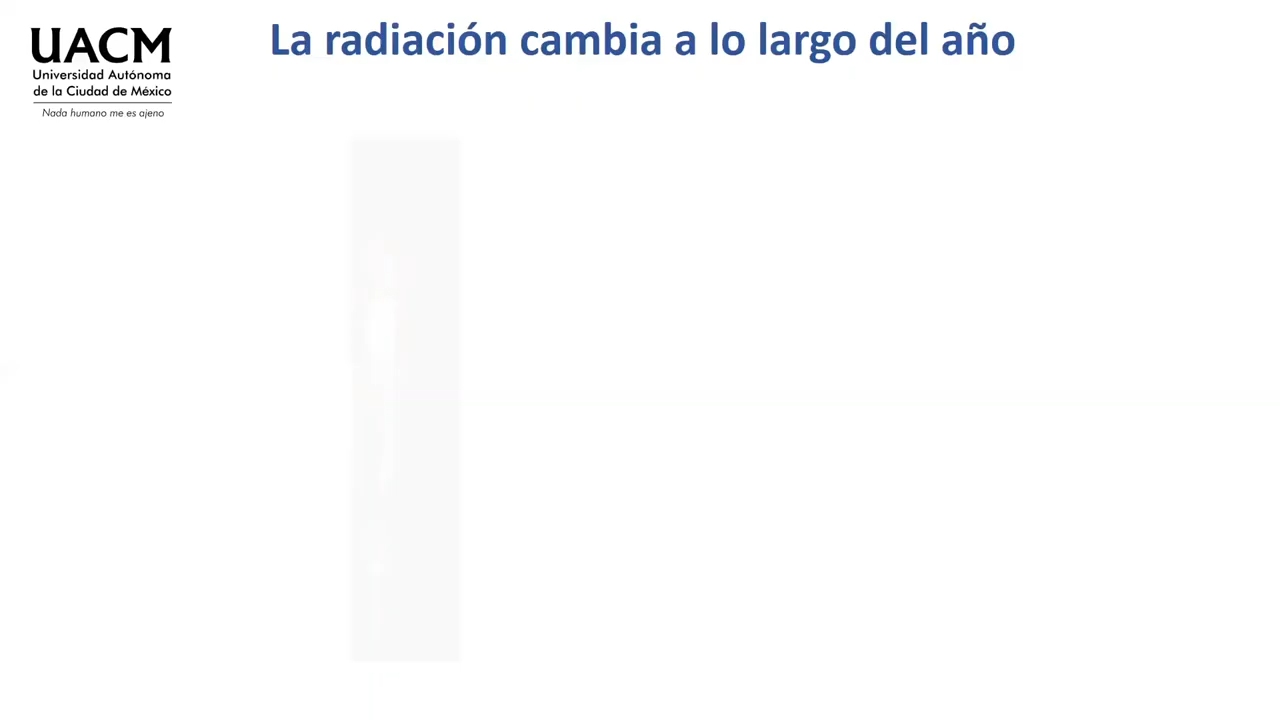 La radiación cambia a lo largo del año
UACM
Universidad Autónoma
de la Ciudad de México
Nada humano me es ajeno